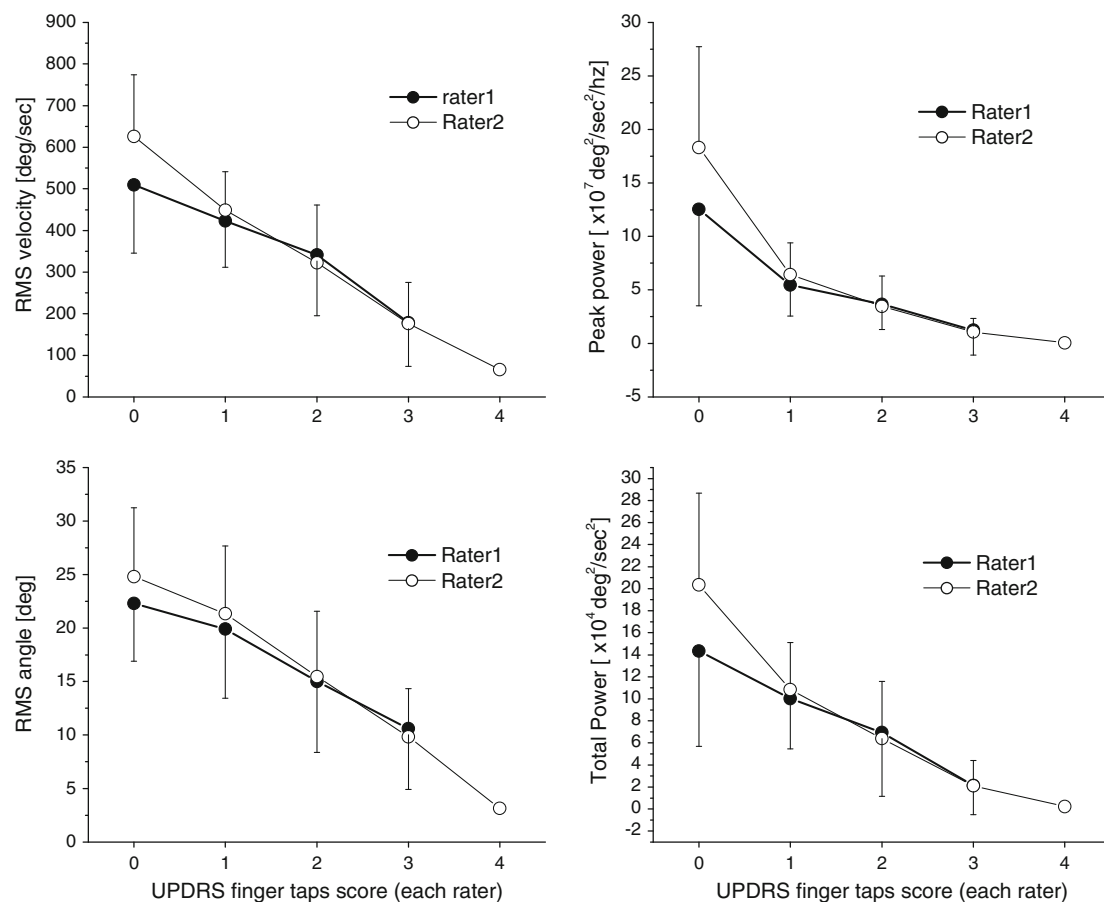 900
800
700
600
500
400
300
200
100
0
RMS velocity [deg/sec]
rater1
Rater2
0 1 2 3 4
30
25
20
15
10
5
0
-5
Peak power [ x10⁷ deg²/sec²/hz]
Rater1
Rater2
0 1 2 3 4
35
30
25
20
15
10
5
0
RMS angle [deg]
Rater1
Rater2
0 1 2 3 4
UPDRS finger taps score (each rater)
30
28
26
24
22
20
18
16
14
12
10
8
6
4
2
0
-2
Total Power [ x10⁴ deg²/sec²]
Rater1
Rater2
0 1 2 3 4
UPDRS finger taps score (each rater)